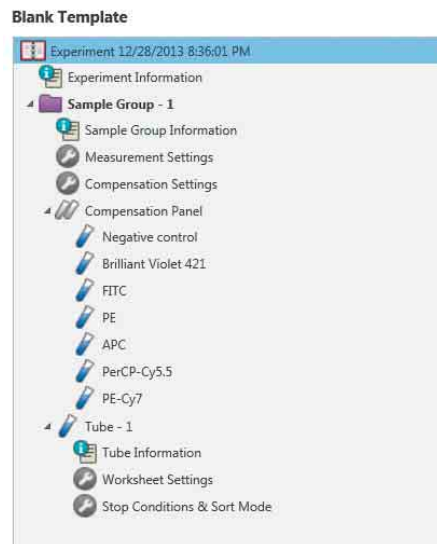 Blank Template
Experiment 12/28/2013 8:36:01 PM
Experiment Information
Sample Group - 1
Sample Group Information
Measurement Settings
Compensation Settings
Compensation Panel
Negative control
Brilliant Violet 421
FITC
PE
APC
PerCP-Cy5.5
PE-Cy7
Tube - 1
Tube Information
Worksheet Settings
Stop Conditions & Sort Mode